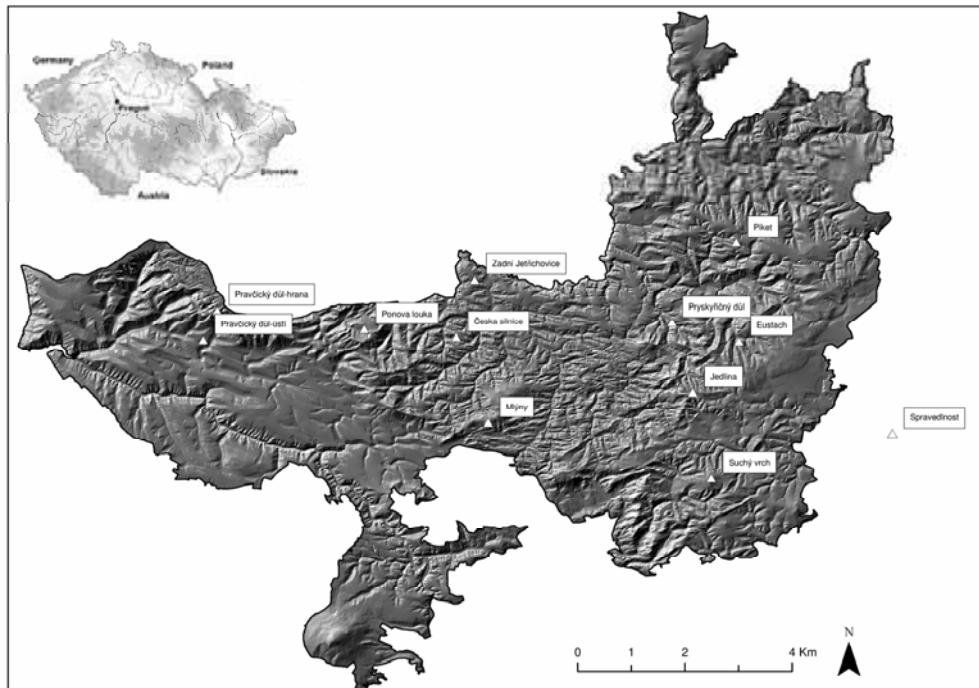 Germany
Poland
Prague
Slovakia
Austria
Piket
Zadní Jetřichovice
Pravčický důl-hrana
Pravčický důl-ústí
Ponova louka
Česka silnice
Pryskyřičný důl
Eustach
Jedlina
Mlýny
Spravedlnost
Suchý vrch
N
0 1 2 4 Km